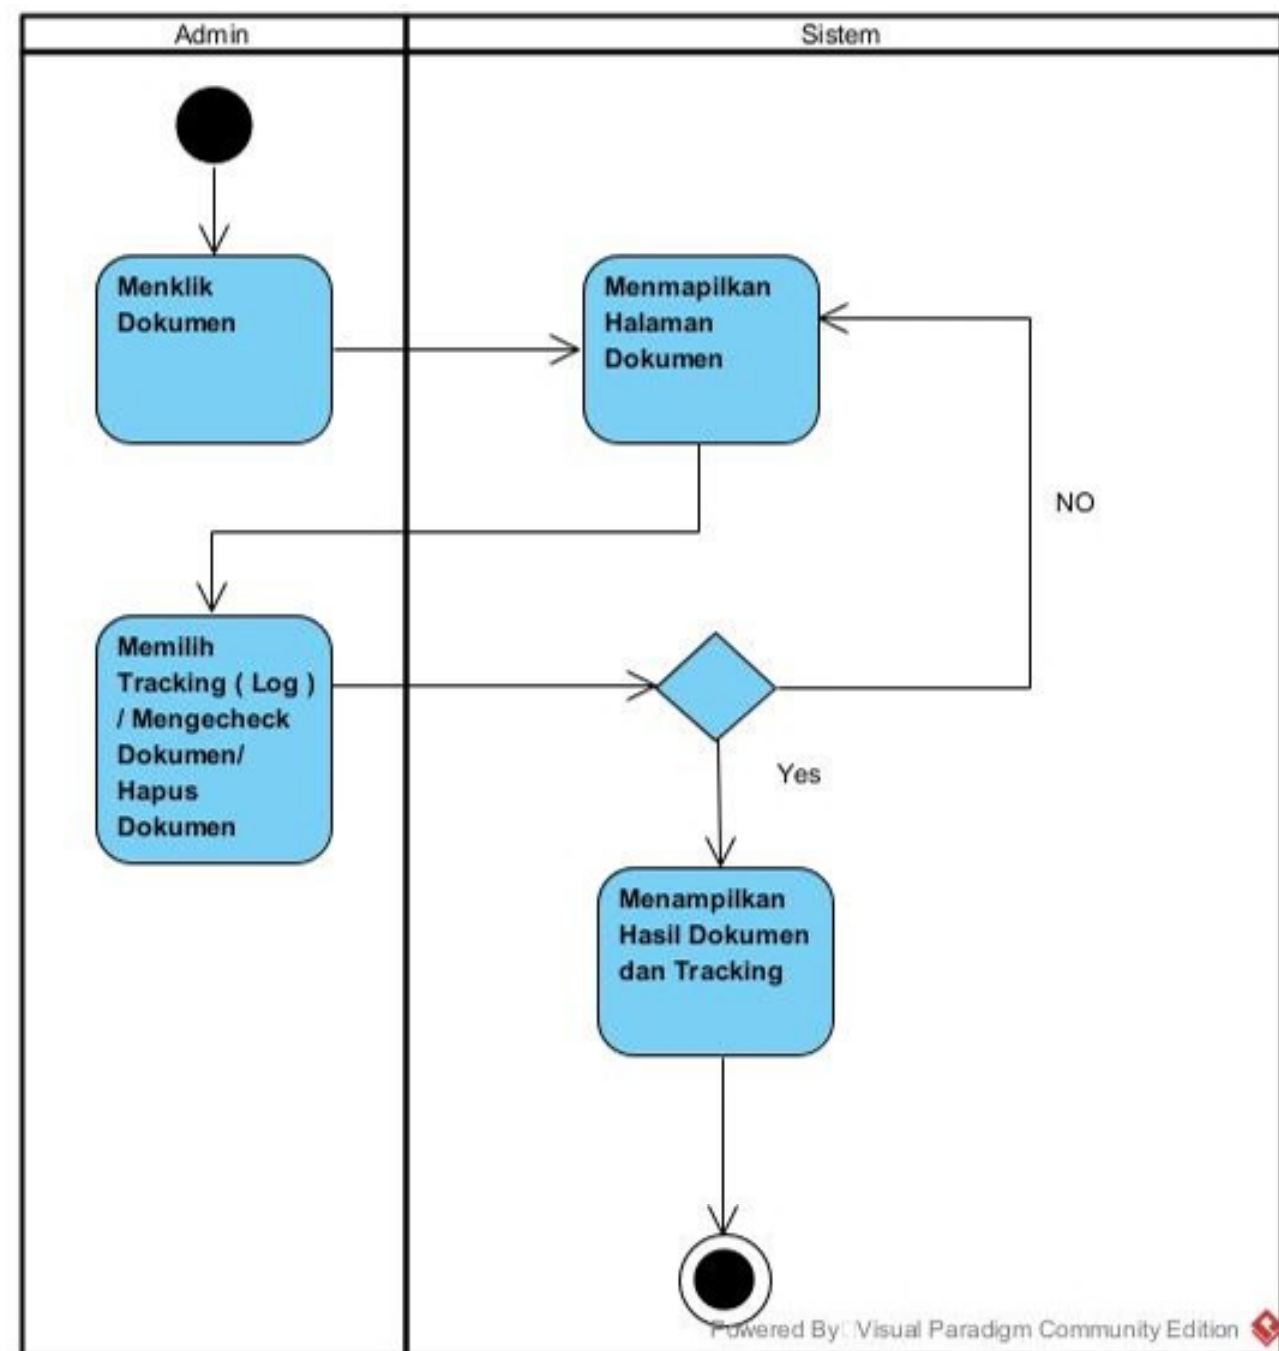 Admin
Sistem
Menklik
Dokumen
Menmapilkan
Halaman
Dokumen
NO
Memilih
Tracking ( Log )
/ Mengecheck
Dokumen/
Hapus
Dokumen
Yes
Menampilkan
Hasil Dokumen
dan Tracking
Powered By: Visual Paradigm Community Edition